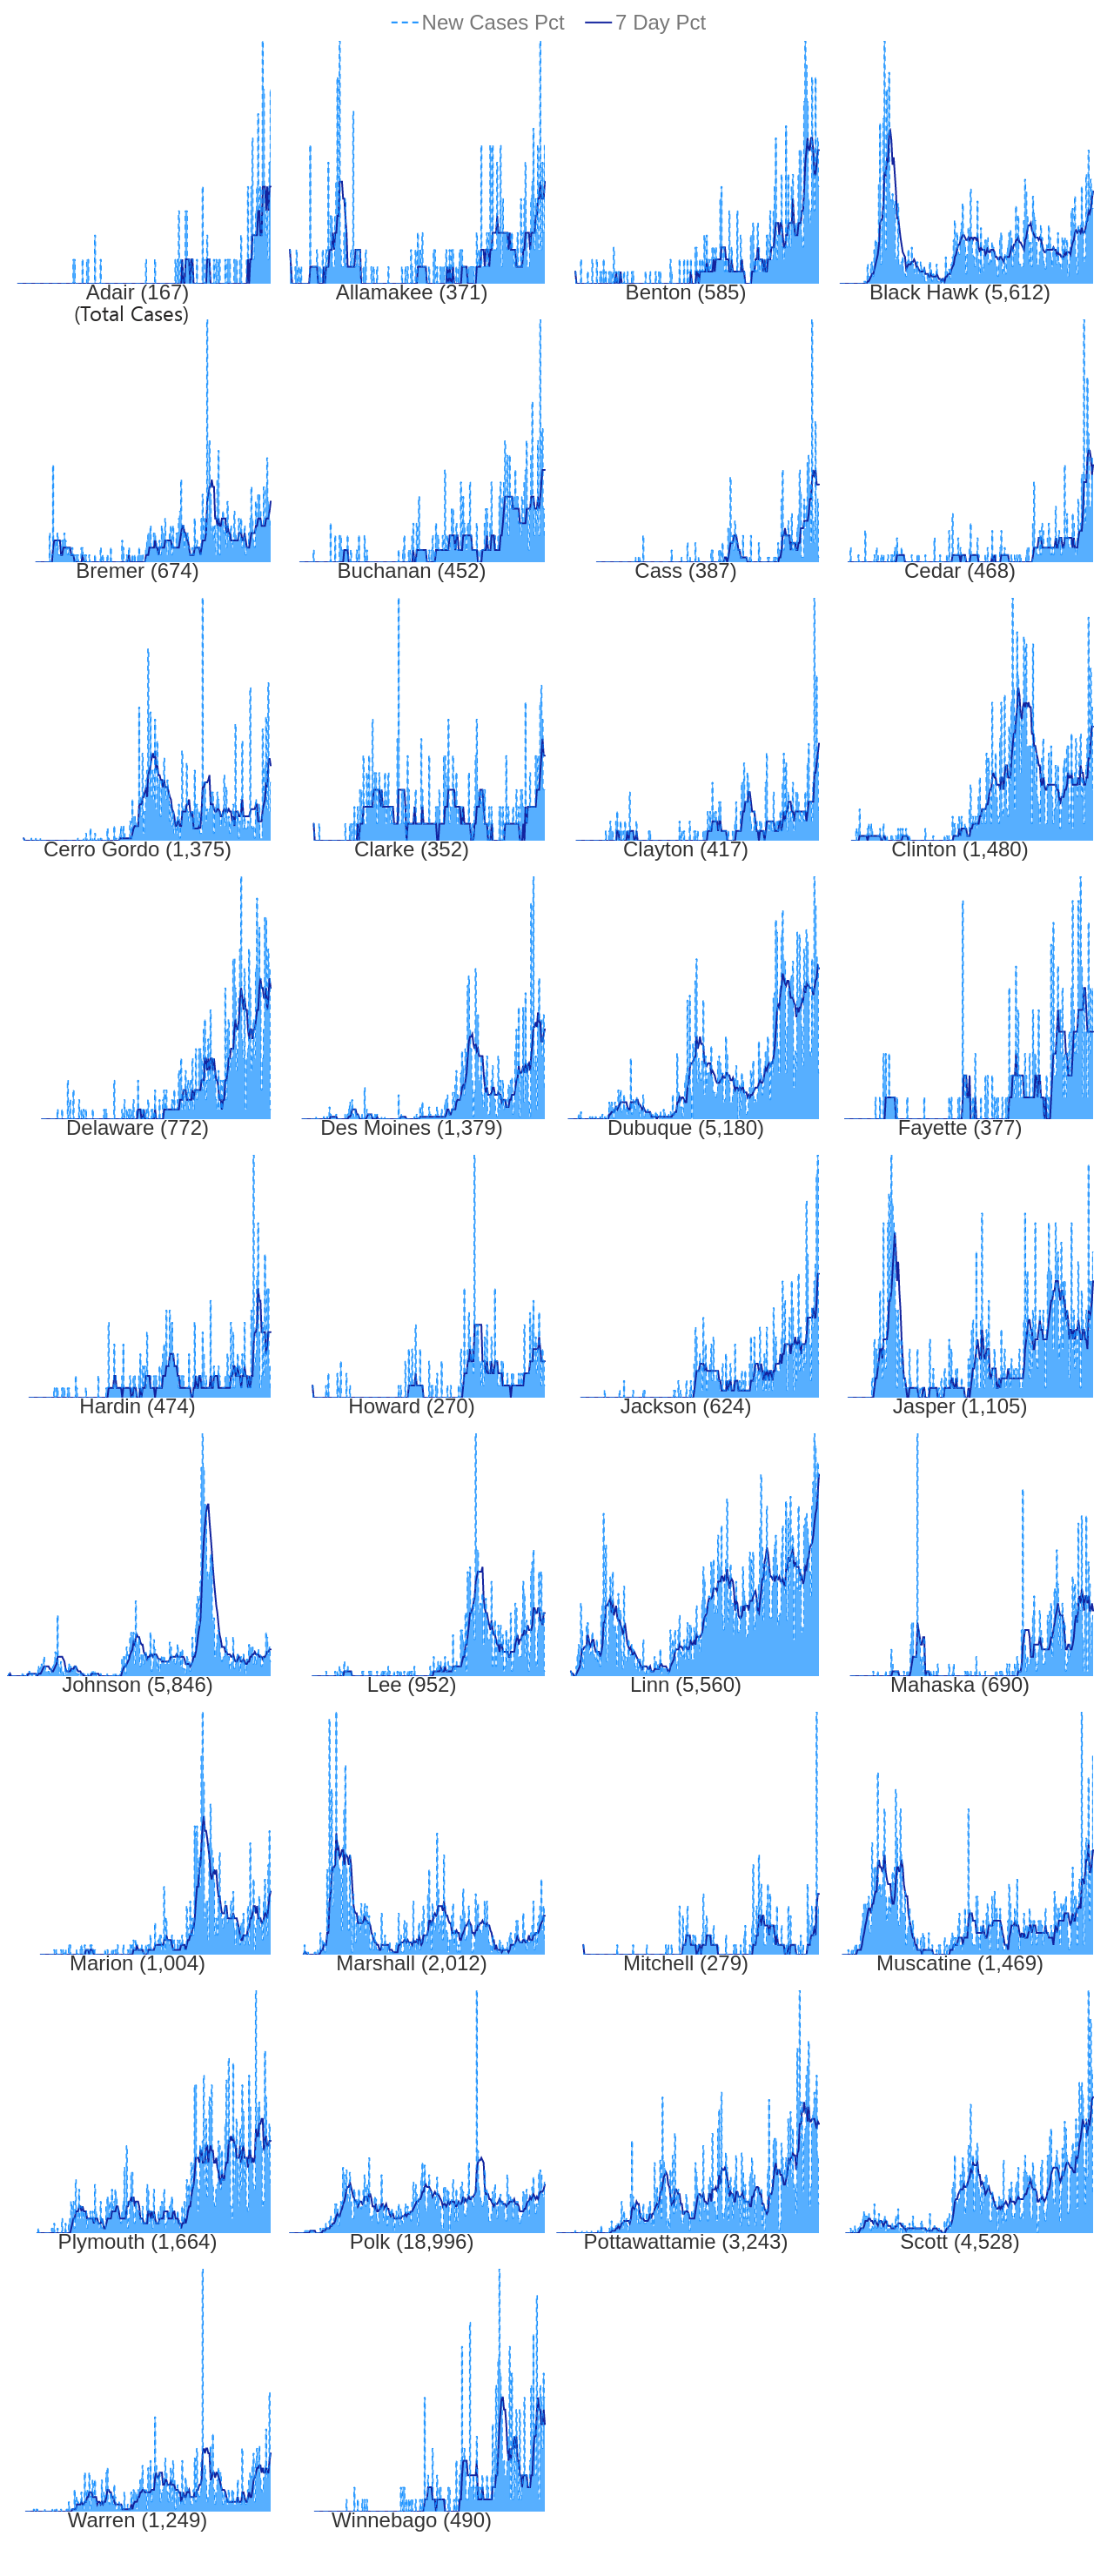 New Cases Pct 7 Day Pct
Adair (167) Allamakee (371) Benton (585) Black Hawk (5,612)
(Total Cases)
Bremer (674) Buchanan (452) Cass (387) Cedar (468)
Cerro Gordo (1,375) Clarke (352) Clayton (417) Clinton (1,480)
Delaware (772) Des Moines (1,379) Dubuque (5,180) Fayette (377)
Hardin (474) Howard (270) Jackson (624) Jasper (1,105)
Johnson (5,846) Lee (952) Linn (5,560) Mahaska (690)
Marion (1,004) Marshall (2,012) Mitchell (279) Muscatine (1,469)
Plymouth (1,664) Polk (18,996) Pottawattamie (3,243) Scott (4,528)
Warren (1,249) Winnebago (490)